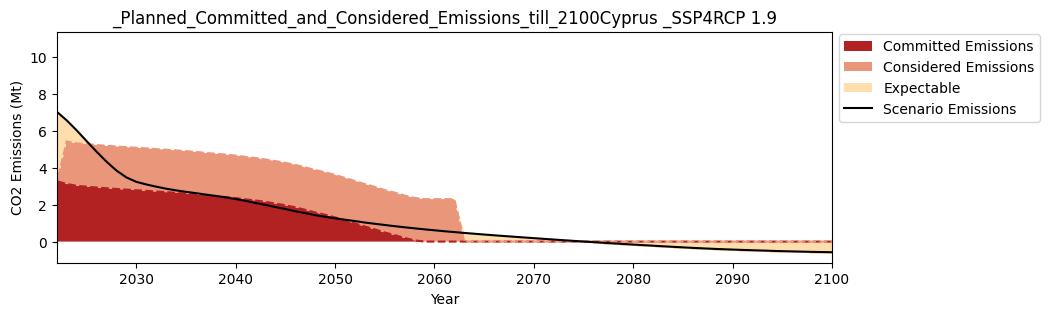 _Planned_Committed_and_Considered_Emissions_till_2100Cyprus _SSP4RCP 1.9
CO2 Emissions (Mt)
10
8
6
4
2
0
2030
2040
2050
2060
2070
2080
2090
2100
Year
Committed Emissions
Considered Emissions
Expectable
Scenario Emissions